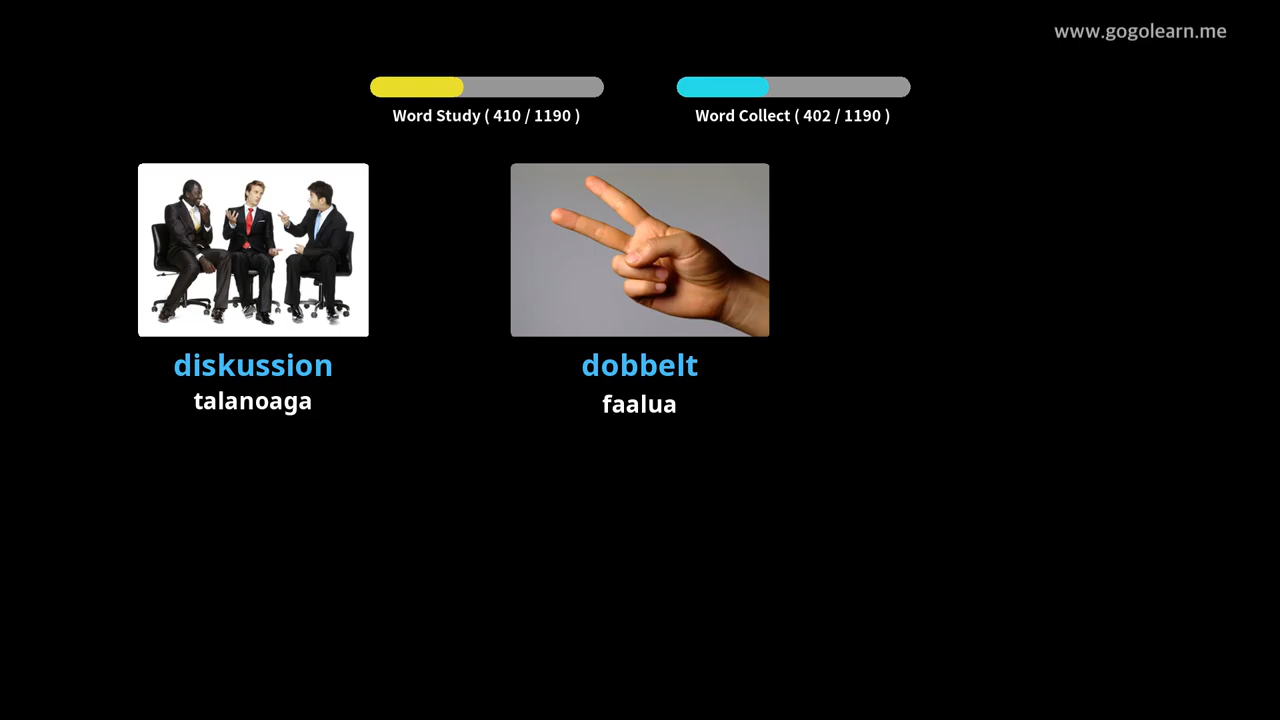 www.gogolearn.me
Word Study ( 410 / 1190 )
Word Collect ( 402 / 1190 )
diskussion
talanoaga
dobbelt
faalua